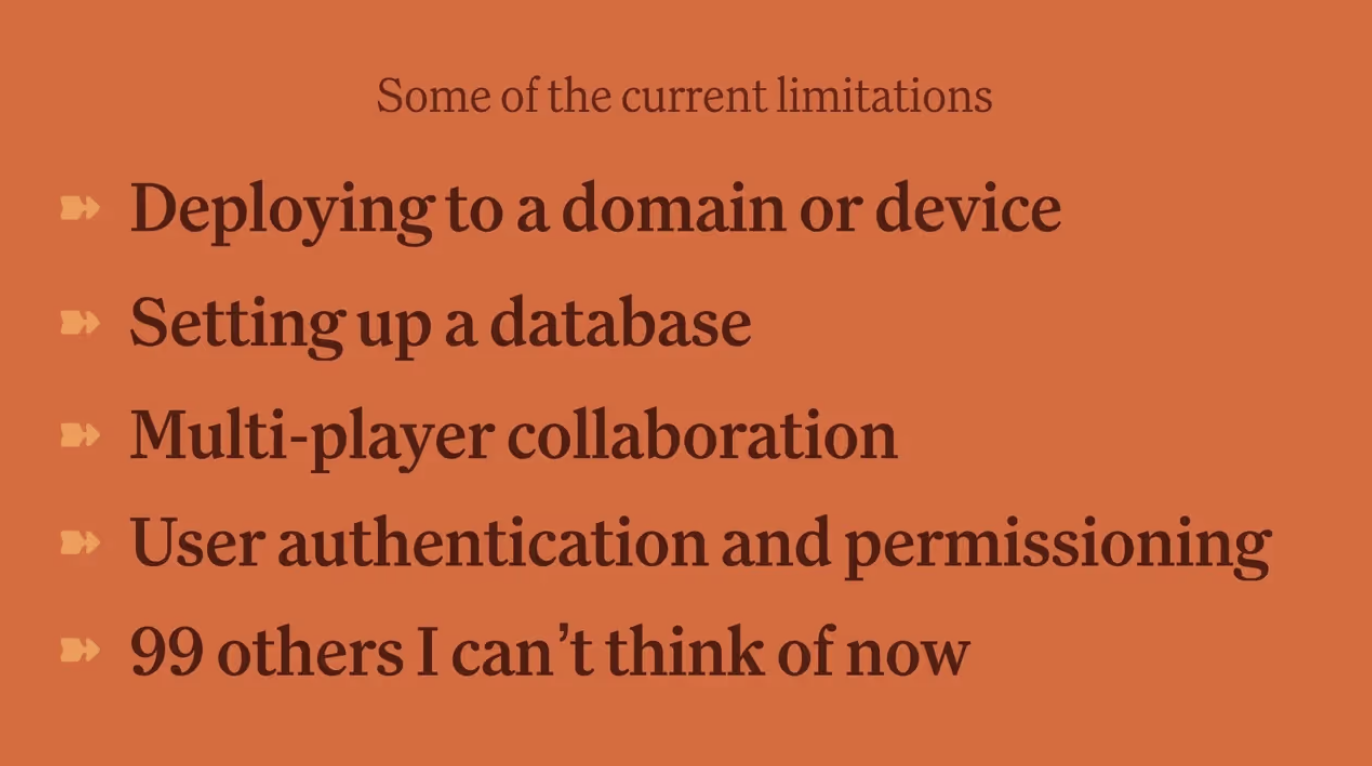 Some of the current limitations
Deploying to a domain or device
Setting up a database
Multi-player collaboration
User authentication and permissioning
99 others I can’t think of now